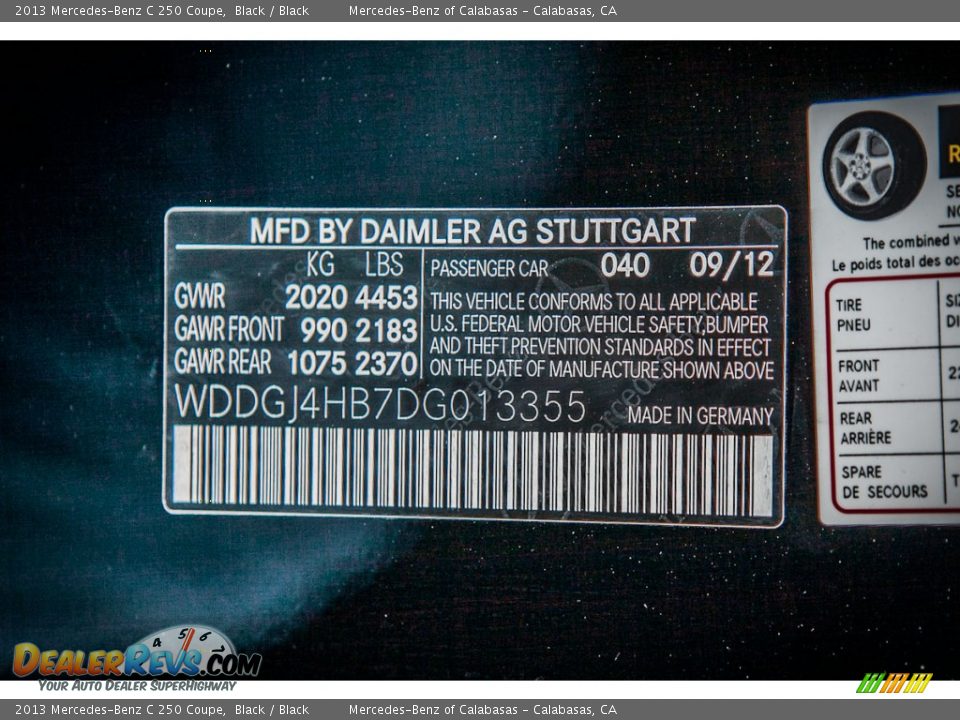 2013 Mercedes-Benz C 250 Coupe, Black / Black Mercedes-Benz of Calabasas - Calabasas, CA
MFD BY DAIMLER AG STUTTGART
KG LBS
GVWR 2020 4453
GAWR FRONT 990 2183
GAWR REAR 1075 2370
PASSENGER CAR 040 09/12
THIS VEHICLE CONFORMS TO ALL APPLICABLE
U.S. FEDERAL MOTOR VEHICLE SAFETY,BUMPER
AND THEFT PREVENTION STANDARDS IN EFFECT
ON THE DATE OF MANUFACTURE SHOWN ABOVE
WDDGJ4HB7DG013355 MADE IN GERMANY
The combined
Le poids total des
TIRE
PNEU
FRONT
AVANT
REAR
ARRIÈRE
SPARE
DE SECOURS
4 5 6
DEALERREVS.COM
YOUR AUTO DEALER SUPERHIGHWAY
2013 Mercedes-Benz C 250 Coupe, Black / Black Mercedes-Benz of Calabasas - Calabasas, CA